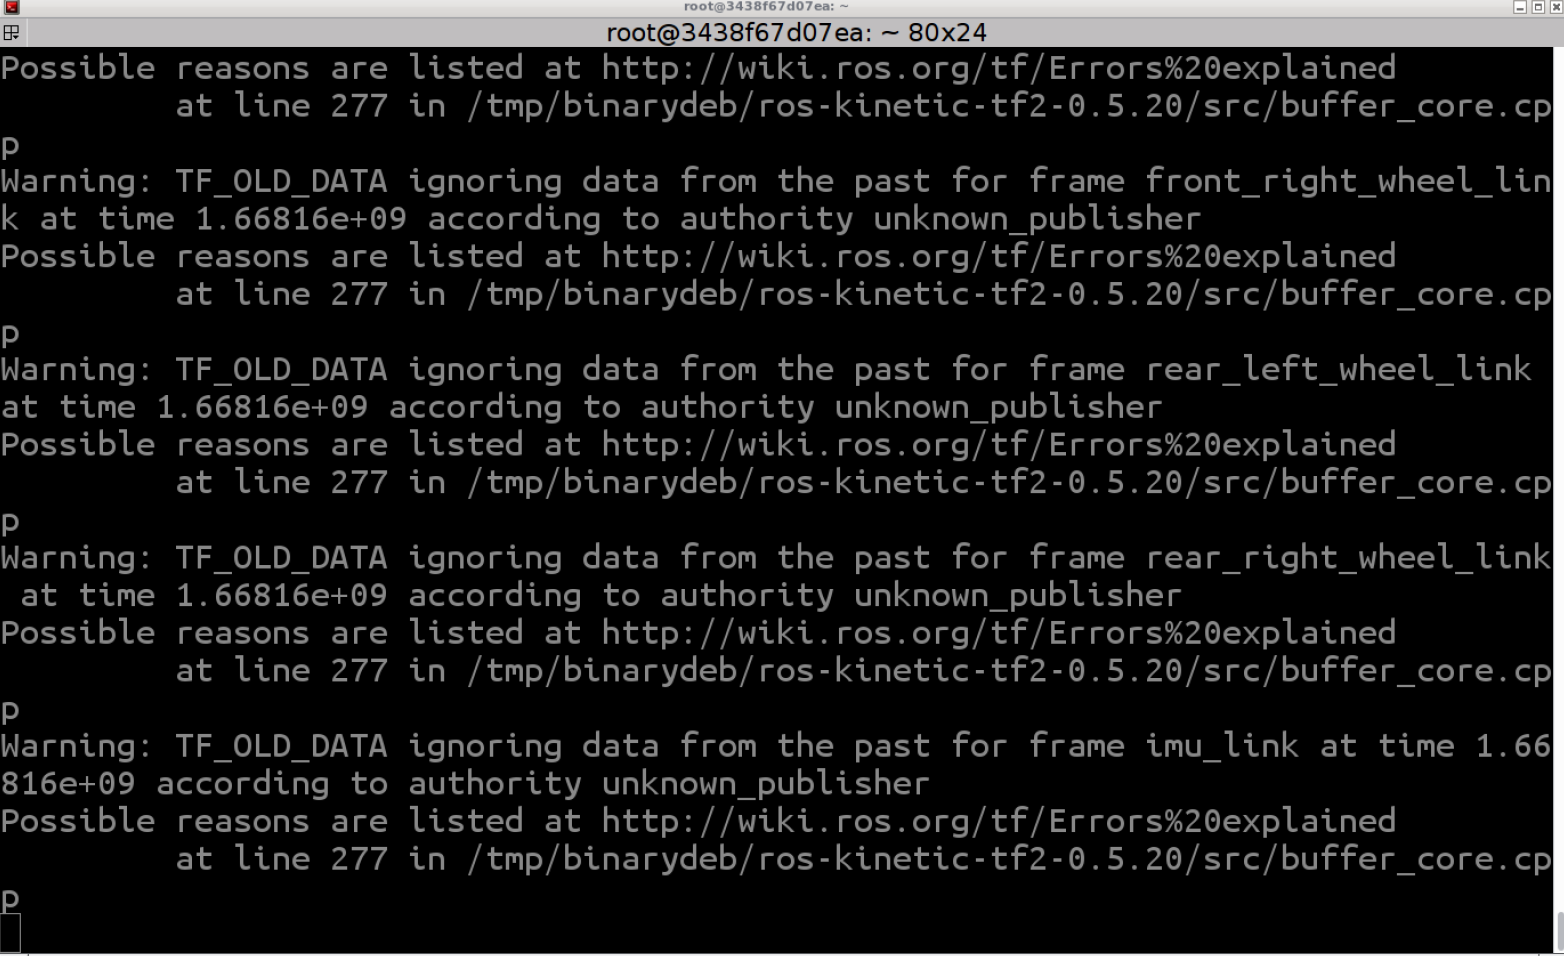 root@3438f67d07ea: ~
root@3438f67d07ea: ~ 80x24
Possible reasons are listed at http://wiki.ros.org/tf/Errors%20explained
         at line 277 in /tmp/binarydeb/ros-kinetic-tf2-0.5.20/src/buffer_core.cp
p
Warning: TF_OLD_DATA ignoring data from the past for frame front_right_wheel_lin
k at time 1.66816e+09 according to authority unknown_publisher
Possible reasons are listed at http://wiki.ros.org/tf/Errors%20explained
         at line 277 in /tmp/binarydeb/ros-kinetic-tf2-0.5.20/src/buffer_core.cp
p
Warning: TF_OLD_DATA ignoring data from the past for frame rear_left_wheel_link
at time 1.66816e+09 according to authority unknown_publisher
Possible reasons are listed at http://wiki.ros.org/tf/Errors%20explained
         at line 277 in /tmp/binarydeb/ros-kinetic-tf2-0.5.20/src/buffer_core.cp
p
Warning: TF_OLD_DATA ignoring data from the past for frame rear_right_wheel_link
 at time 1.66816e+09 according to authority unknown_publisher
Possible reasons are listed at http://wiki.ros.org/tf/Errors%20explained
         at line 277 in /tmp/binarydeb/ros-kinetic-tf2-0.5.20/src/buffer_core.cp
p
Warning: TF_OLD_DATA ignoring data from the past for frame imu_link at time 1.66
816e+09 according to authority unknown_publisher
Possible reasons are listed at http://wiki.ros.org/tf/Errors%20explained
         at line 277 in /tmp/binarydeb/ros-kinetic-tf2-0.5.20/src/buffer_core.cp
p